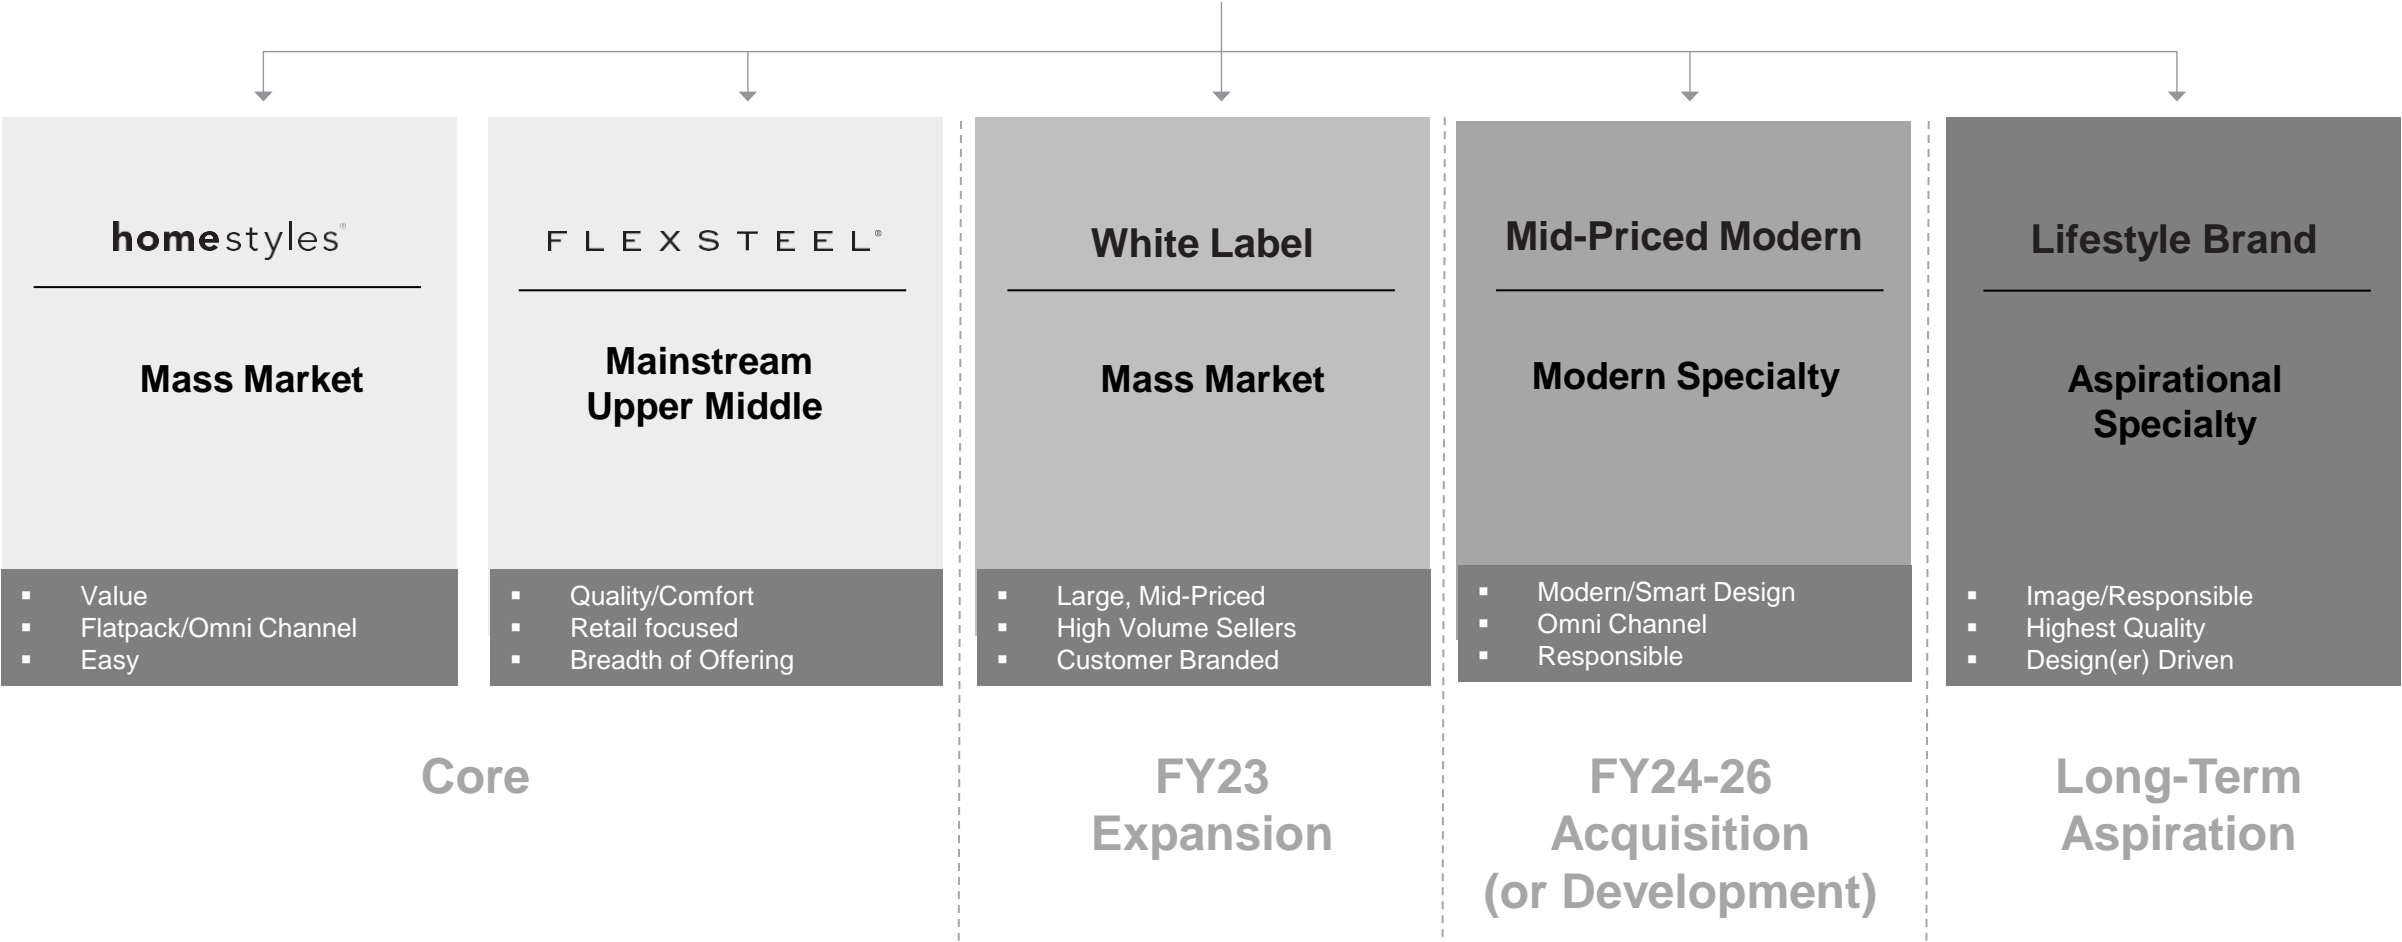 homestyles®
Mass Market
▪ Value
▪ Flatpack/Omni Channel
▪ Easy
FLEXSTEEL®
Mainstream
Upper Middle
▪ Quality/Comfort
▪ Retail focused
▪ Breadth of Offering
Core
White Label
Mass Market
▪ Large, Mid-Priced
▪ High Volume Sellers
▪ Customer Branded
FY23
Expansion
Mid-Priced Modern
Modern Specialty
▪ Modern/Smart Design
▪ Omni Channel
▪ Responsible
FY24-26
Acquisition
(or Development)
Lifestyle Brand
Aspirational
Specialty
▪ Image/Responsible
▪ Highest Quality
▪ Design(er) Driven
Long-Term
Aspiration